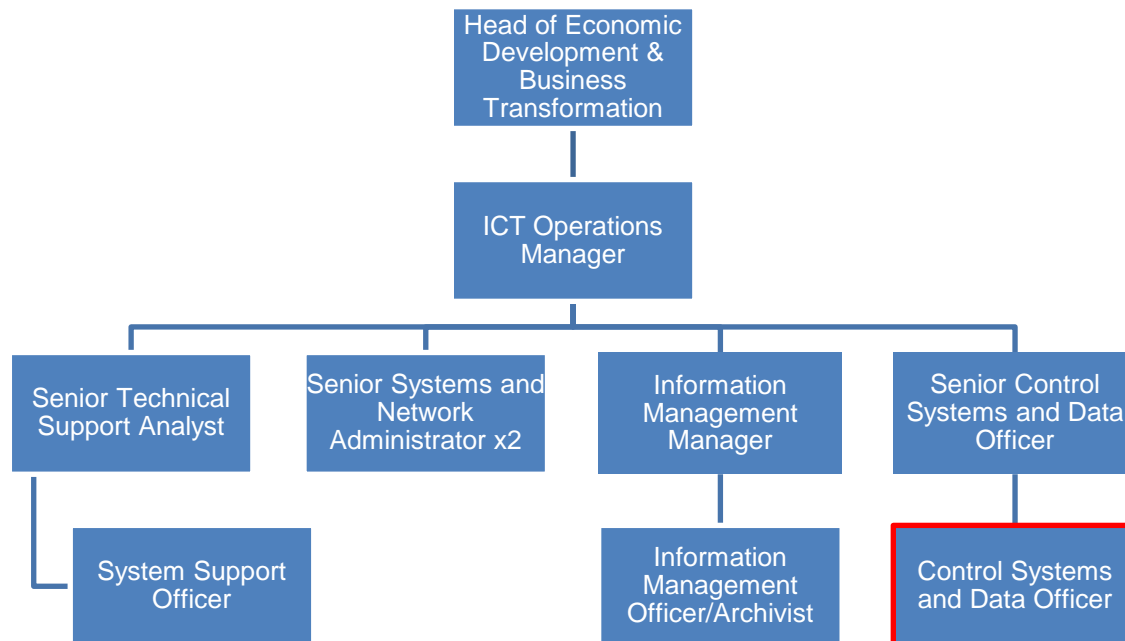 Head of Economic
Development &
Business
Transformation
ICT Operations
Manager
Senior Technical
Support Analyst
Senior Systems and
Network
Administrator x2
Information
Management
Manager
Senior Control
Systems and Data
Officer
System Support
Officer
Information
Management
Officer/Archivist
Control Systems
and Data Officer